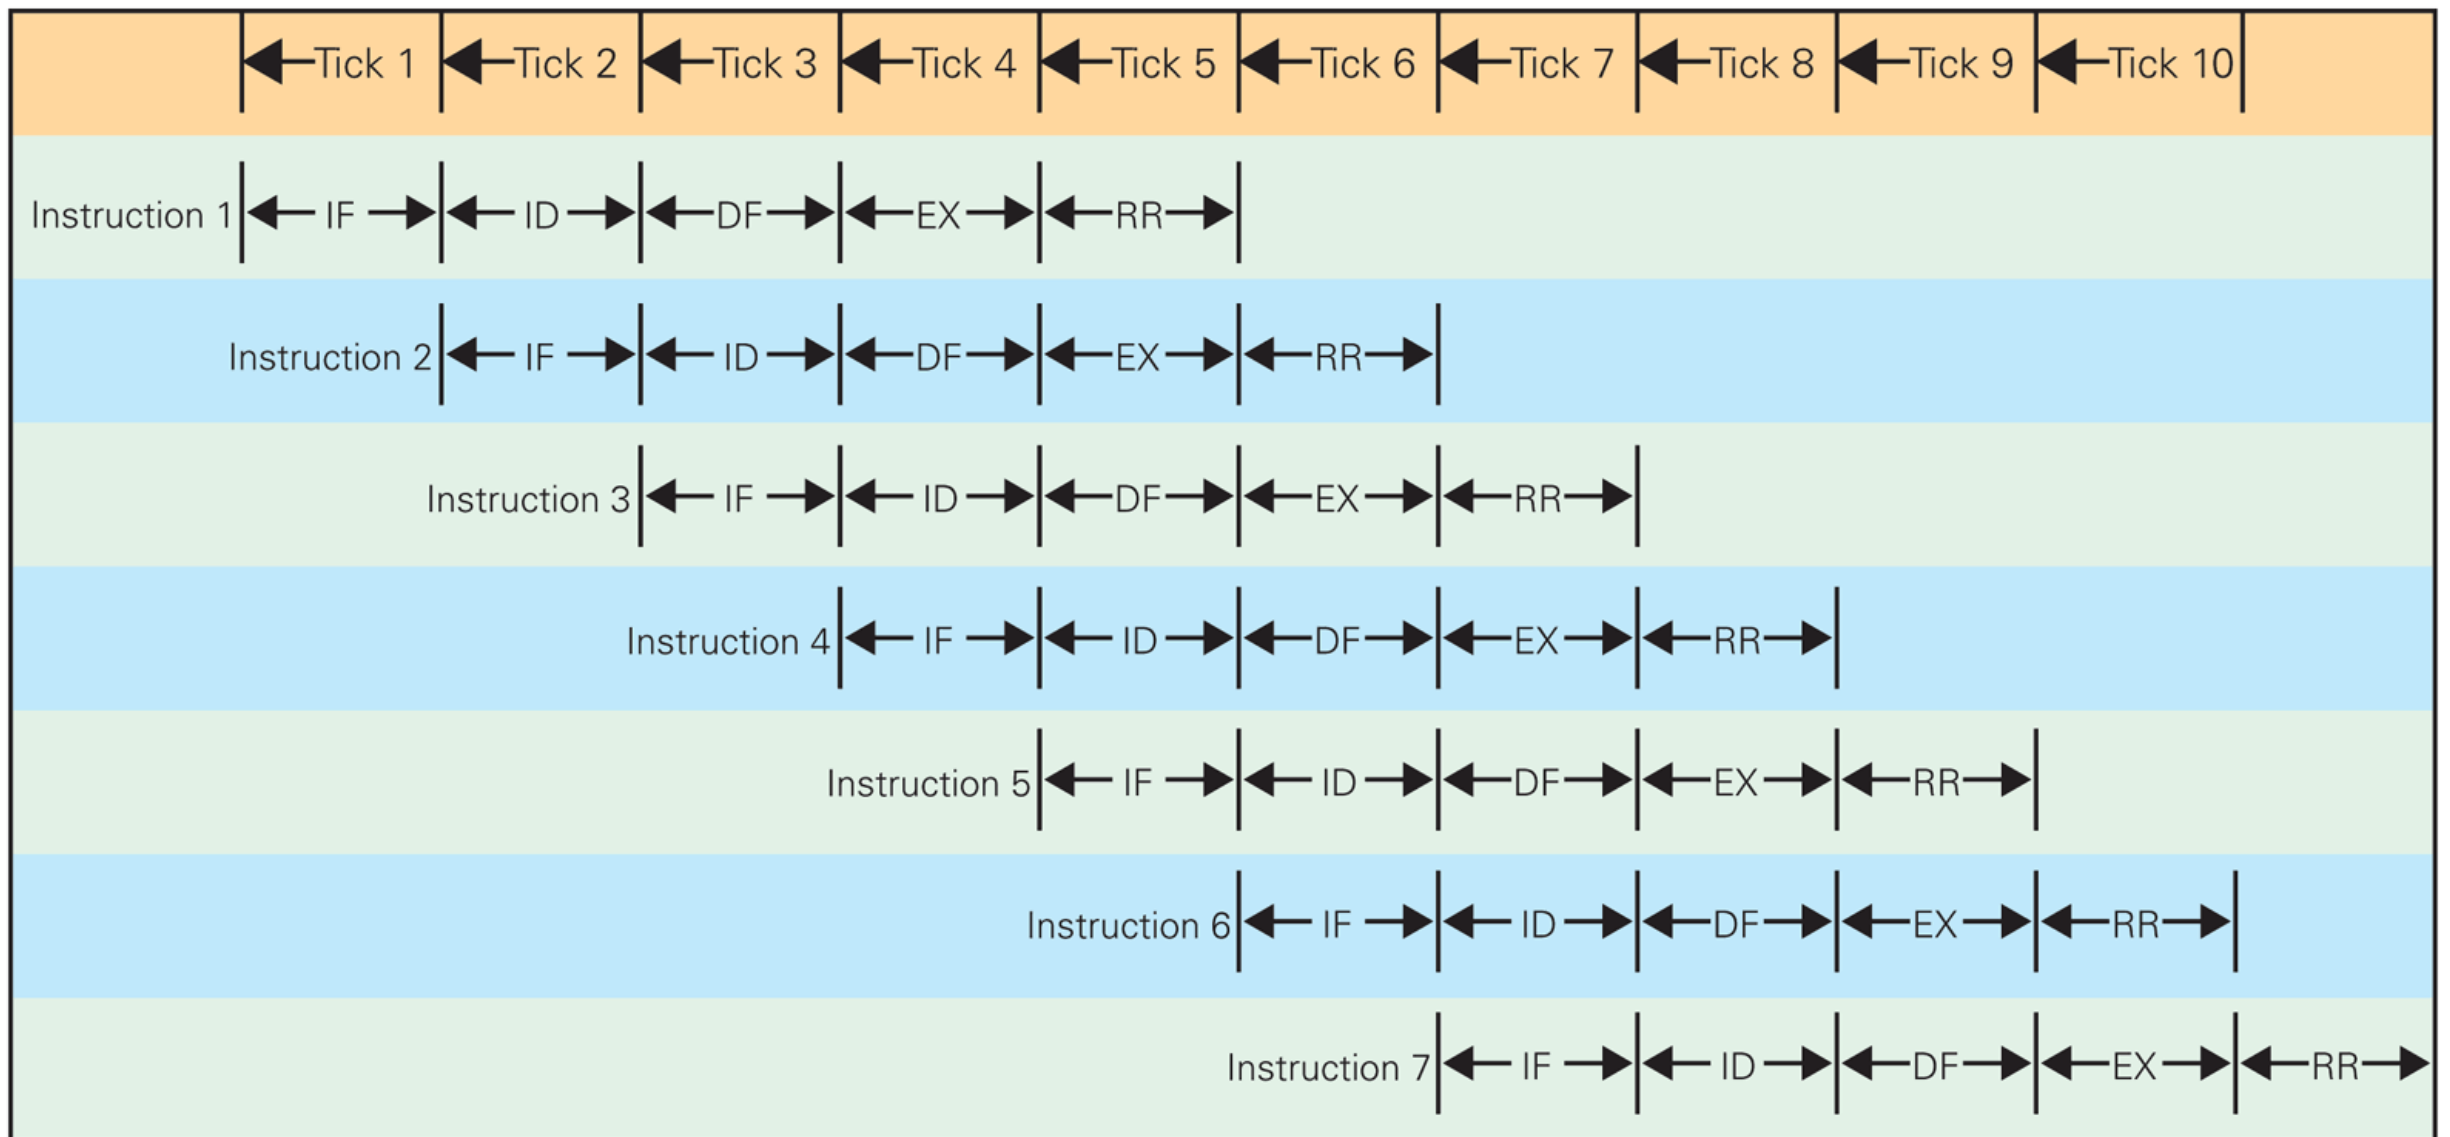 Tick 1 Tick 2 Tick 3 Tick 4 Tick 5 Tick 6 Tick 7 Tick 8 Tick 9 Tick 10
Instruction 1 IF ID DF EX RR
Instruction 2 IF ID DF EX RR
Instruction 3 IF ID DF EX RR
Instruction 4 IF ID DF EX RR
Instruction 5 IF ID DF EX RR
Instruction 6 IF ID DF EX RR
Instruction 7 IF ID DF EX RR